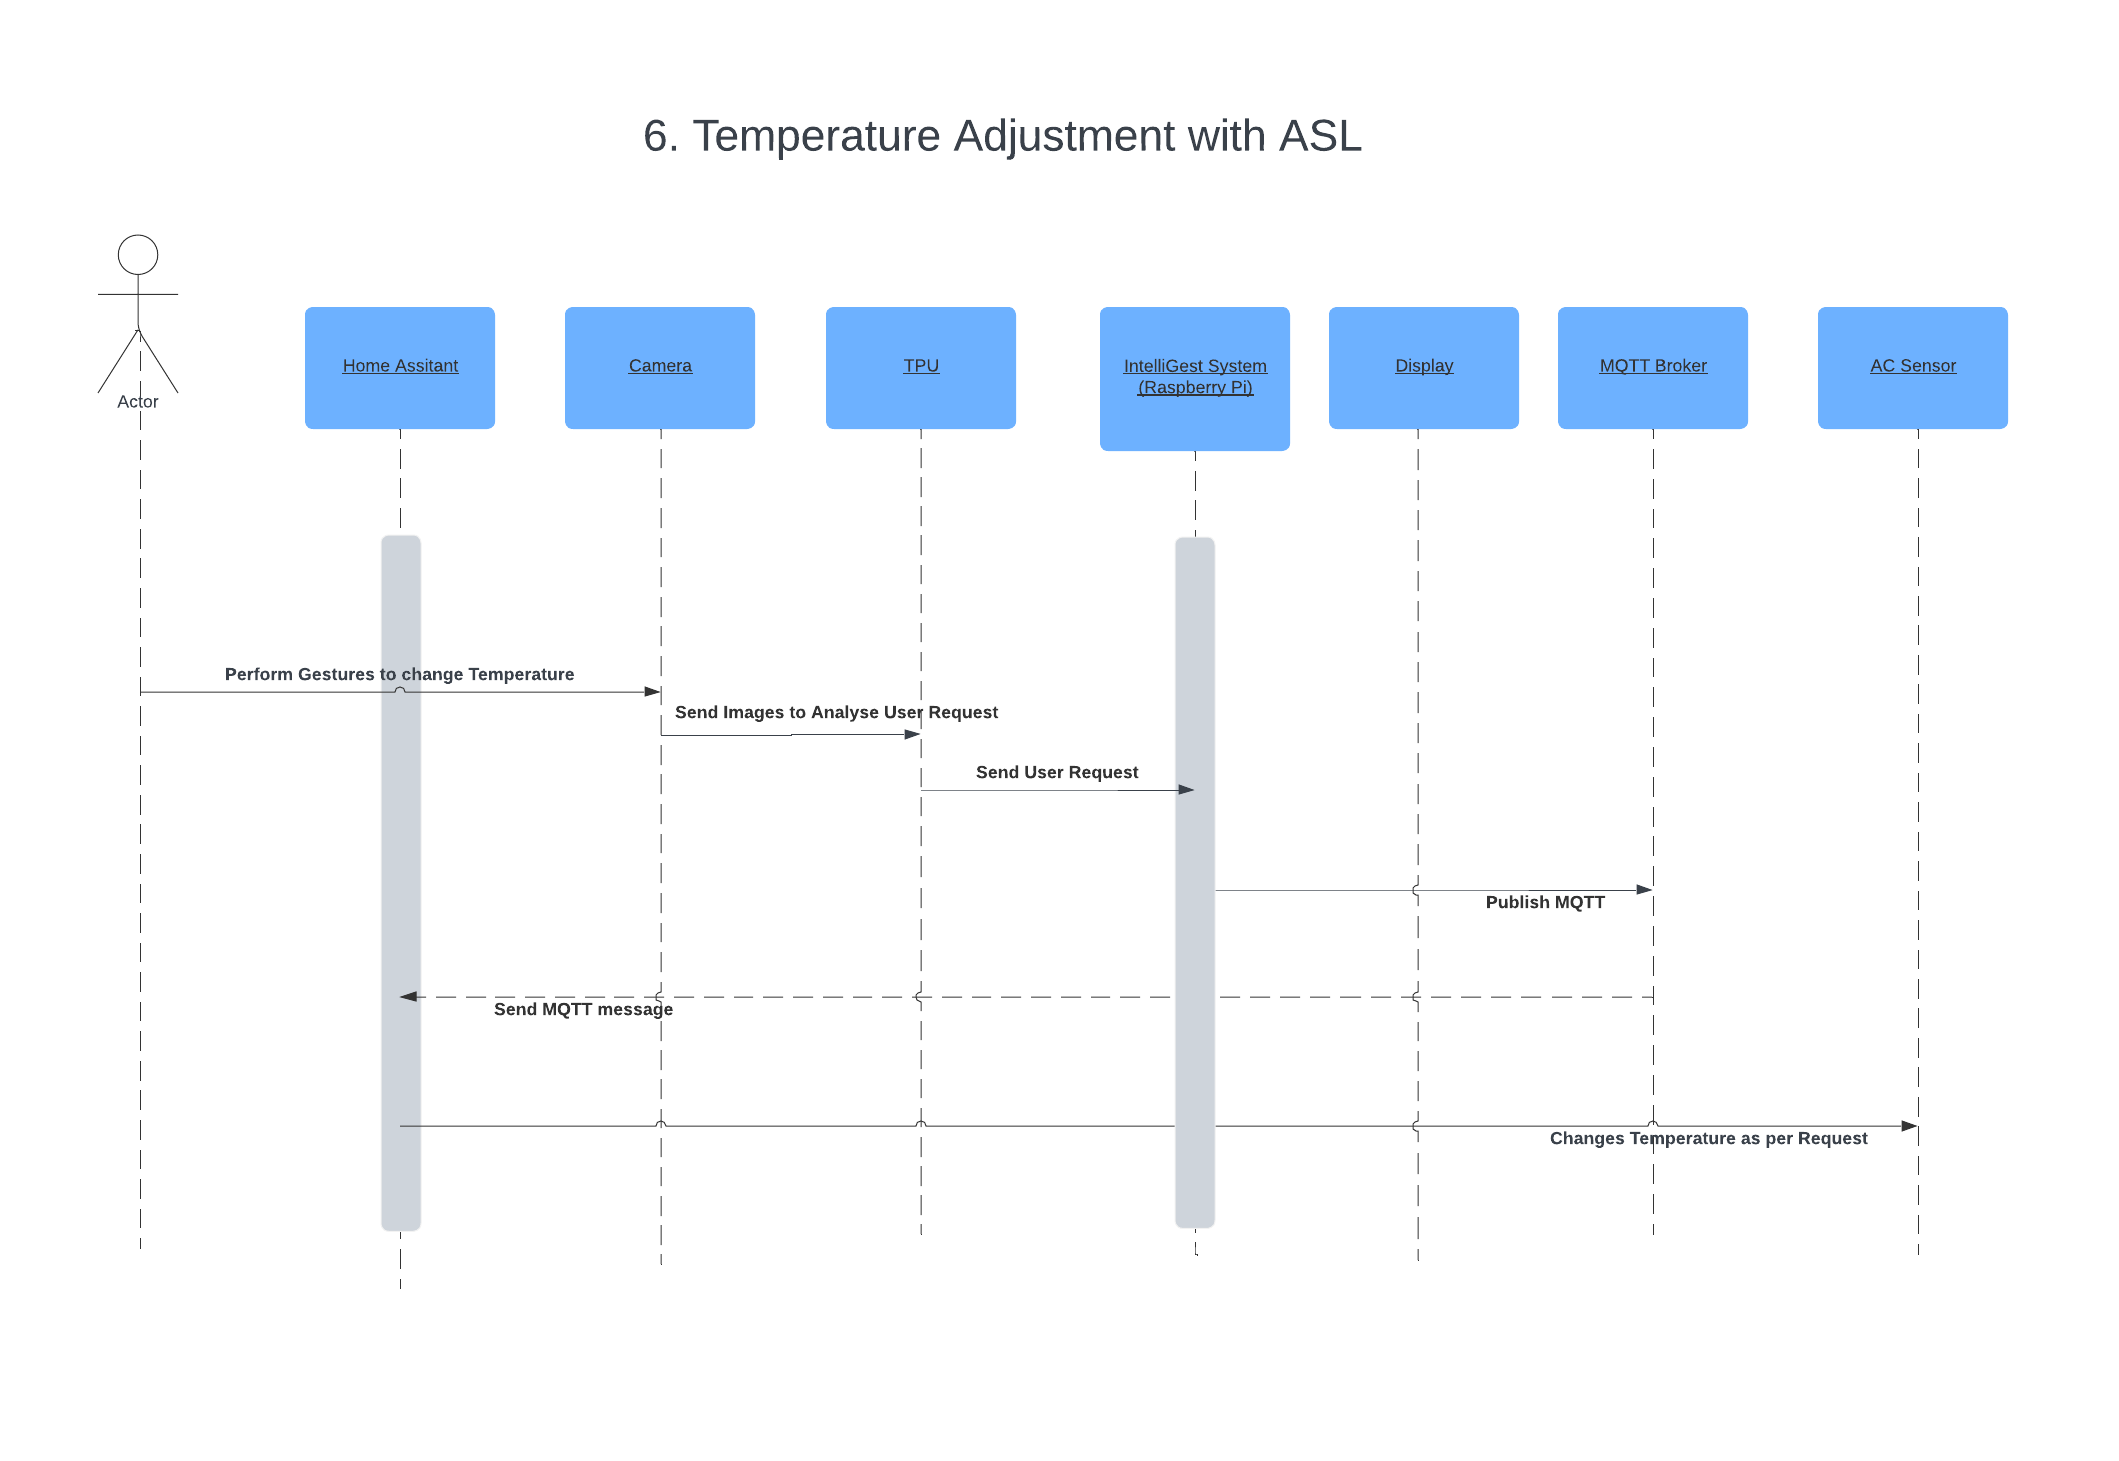 6. Temperature Adjustment with ASL
Actor
Home Assitant
Camera
TPU
IntelliGest System
(Raspberry Pi)
Display
MQTT Broker
AC Sensor
Perform Gestures to change Temperature
Send Images to Analyse User Request
Send User Request
Publish MQTT
Send MQTT message
Changes Temperature as per Request